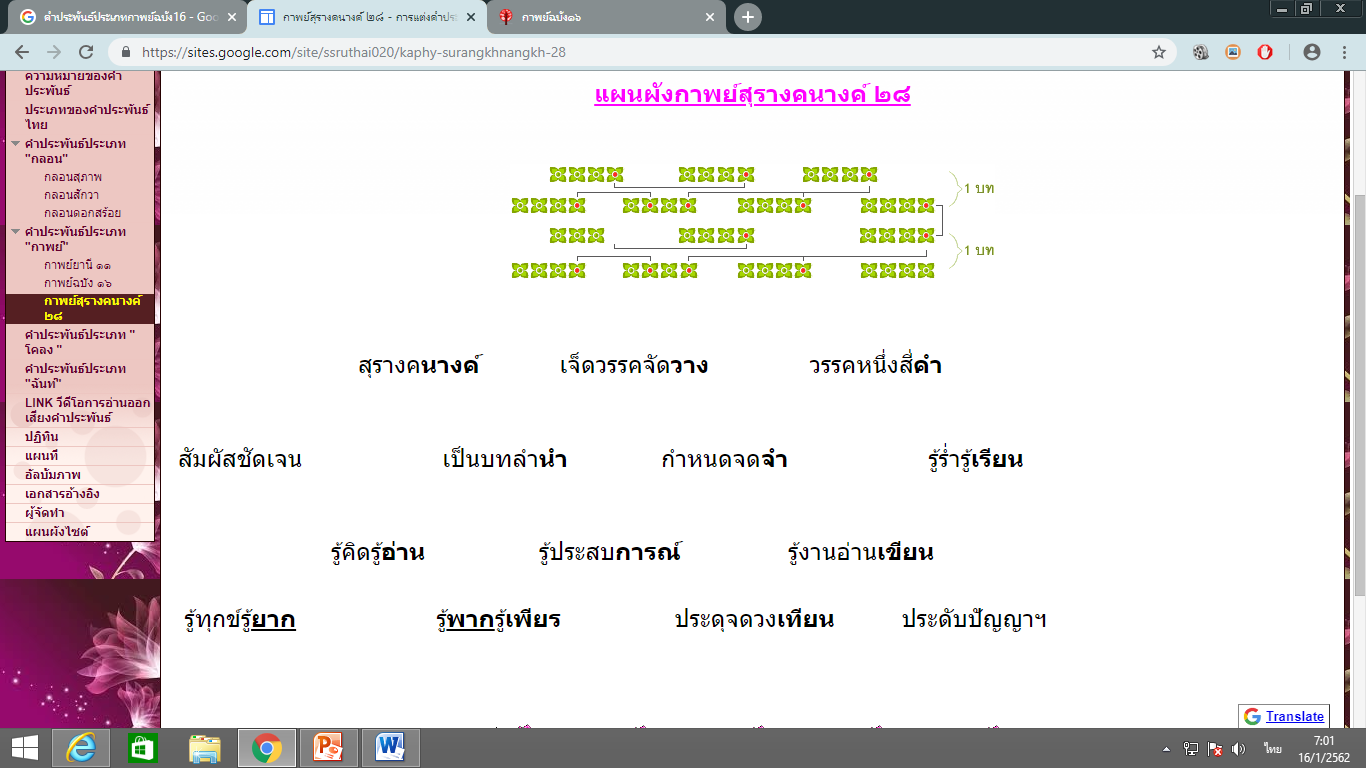 คำประพันธ์ประเภทกาพย์ฉบัง16 - Goo
กาพย์สุรางคนางค์ ๒๘ - การแต่งคำประ
กาพย์ฉบัง๑๖
https://sites.google.com/site/ssruthai020/kaphy-surangkhnangkh-28
ความหมายของคำ
ประพันธ์
ประเภทของคำประพันธ์
ไทย
คำประพันธ์ประเภท
"กลอน"
กลอนสุภาพ
กลอนสักวา
กลอนดอกสร้อย
คำประพันธ์ประเภท
"กาพย์"
กาพย์ยานี ๑๑
กาพย์ฉบัง ๑๖
กาพย์สุรางคนางค์
๒๘
คำประพันธ์ประเภท "
โคลง "
คำประพันธ์ประเภท
"ฉันท์"
LINK วีดีโอการอ่านออก
เสียงคำประพันธ์
ปฏิทิน
แผนที่
อัลบั้มภาพ
เอกสารอ้างอิง
ผู้จัดทำ
แผนผังไซต์
แผนผังกาพย์สุรางคนางค์ ๒๘
1 บท
1 บท
สุรางคนางค์ เจ็ดวรรคจัดวาง วรรคหนึ่งสี่คำ
สัมผัสชัดเจน เป็นบทลำนำ กำหนดจดจำ รู้ร่ำรู้เรียน
รู้คิดรู้อ่าน รู้ประสบการณ์ รู้งานอ่านเขียน
รู้ทุกข์รู้ยาก รู้พากรู้เพียร ประดุจดวงเทียน ประดับปัญญาฯ
Translate
ไทย
7:01
16/1/2562